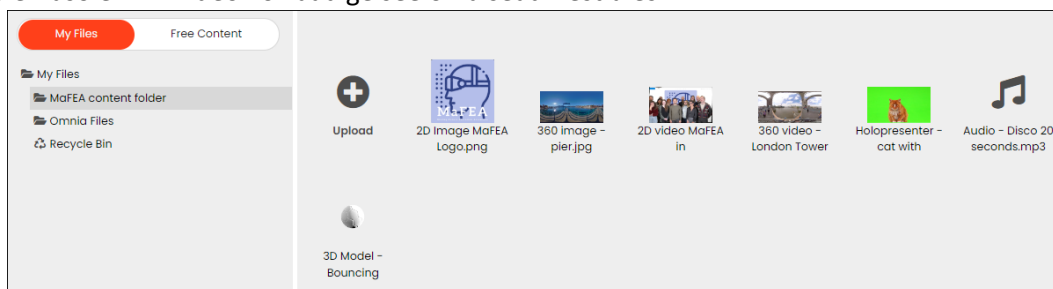 My Files
Free Content
My Files
MaFEA content folder
Omnia Files
Recycle Bin
Upload
MaFEA
2D Image MaFEA
Logo.png
360 image -
pier.jpg
2D video MaFEA
in
360 video -
London Tower
Holopresenter -
cat with
Audio - Disco 20
seconds.mp3
3D Model -
Bouncing